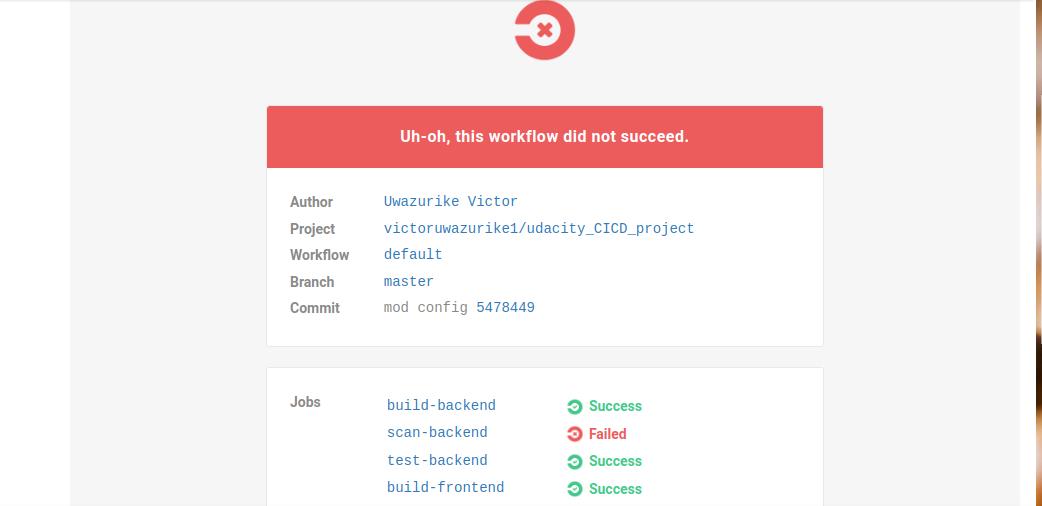 Uh-oh, this workflow did not succeed.
Author Uwazurike Victor
Project victoruwazurike1/udacity_CICD_project
Workflow default
Branch master
Commit mod config 5478449
Jobs build-backend Success
scan-backend Failed
test-backend Success
build-frontend Success